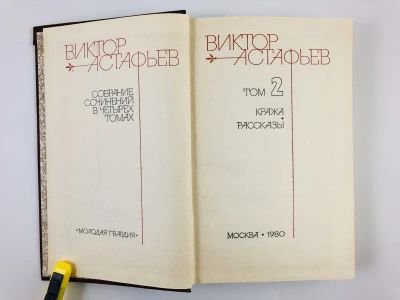 ВИКТОР
АСТАФЬЕВ
СОБРАНИЕ
СОЧИНЕНИЙ
В ЧЕТЫРЕХ
ТОМАХ
«МОЛОДАЯ ГВАРДИЯ»
ВИКТОР
АСТАФЬЕВ
ТОМ 2
КРАЖА
•
РАССКАЗЫ
МОСКВА • 1980